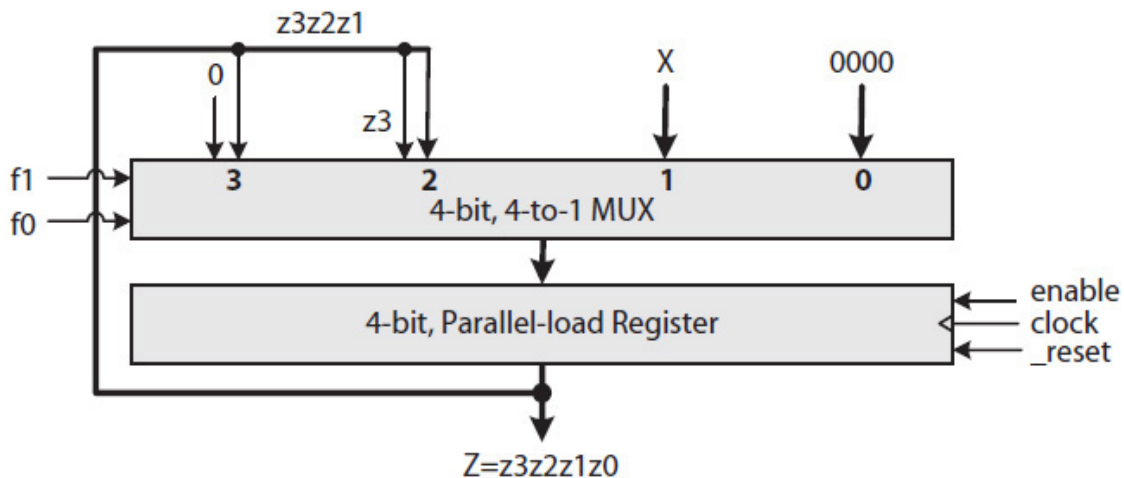 z3z2z1
0
X
0000
z3
f1
3
2
1
0
f0
4-bit, 4-to-1 MUX
enable
4-bit, Parallel-load Register
clock
_reset
Z=z3z2z1z0